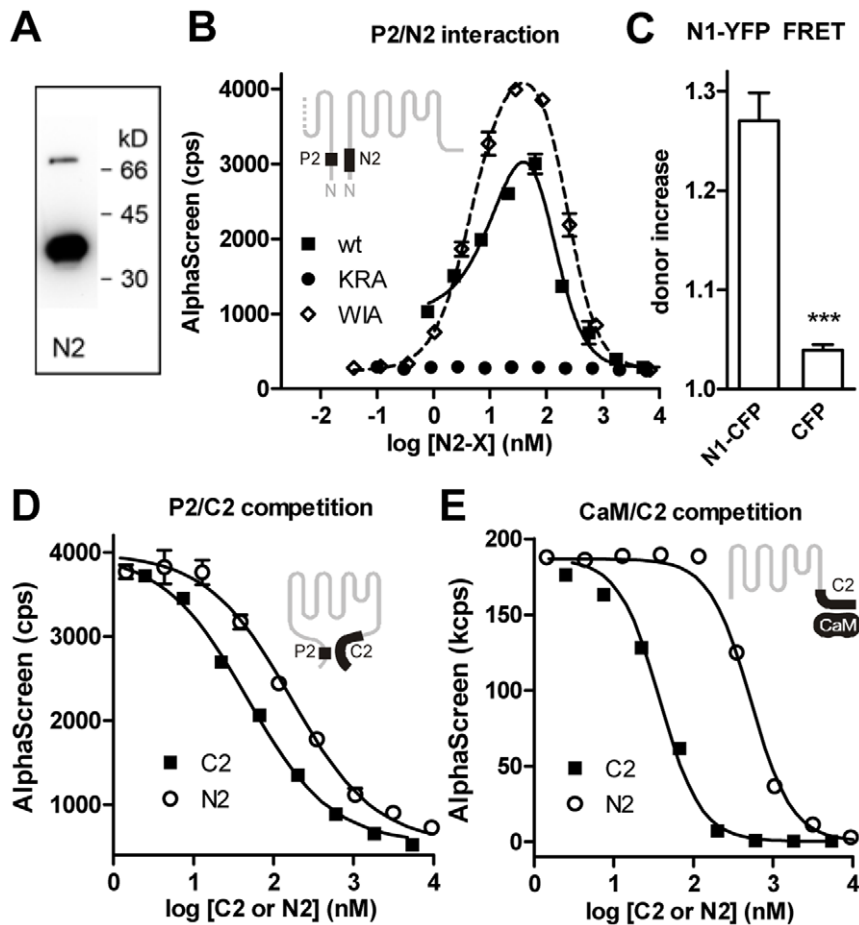 A
kD
66
45
30
N2
B
P2/N2 interaction
AlphaScreen (cps)
4000
3000
2000
1000
0
P2
N2
N
N
wt
KRA
WIA
-2
-1
0
1
2
3
4
log [N2-X] (nM)
C
N1-YFP FRET
donor increase
1.3
1.2
1.1
1.0
***
N1-CFP
CFP
D
P2/C2 competition
AlphaScreen (cps)
4000
3000
2000
1000
P2
C2
C2
N2
0
1
2
3
4
log [C2 or N2] (nM)
E
CaM/C2 competition
AlphaScreen (kcps)
200
150
100
50
0
C2
CaM
C2
N2
0
1
2
3
4
log [C2 or N2] (nM)